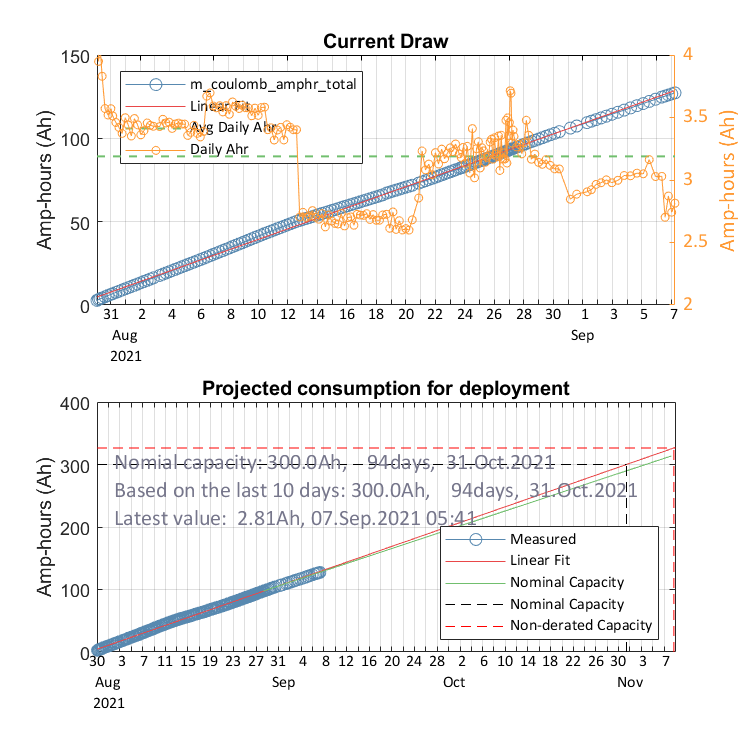 Current Draw
150
100
50
0
Amp-hours (Ah)
4
3.5
3
2.5
2
Amp-hours (Ah)
m_coulomb_amphr_total
Linear Fit
Avg Daily Ahr
Daily Ahr
31 2 4 6 8 10 12 14 16 18 20 22 24 26 28 30 1 3 5 7
Aug Sep
2021
Projected consumption for deployment
400
300
200
100
0
Amp-hours (Ah)
Nomial capacity: 300.0Ah, 94days, 31.Oct.2021
Based on the last 10 days: 300.0Ah, 94days, 31.Oct.2021
Latest value: 2.81Ah, 07.Sep.2021 05:41
Measured
Linear Fit
Nominal Capacity
Nominal Capacity
Non-derated Capacity
30 3 7 11 15 19 23 27 31 4 8 12 16 20 24 28 2 6 10 14 18 22 26 30 3 7
Aug Sep Oct Nov
2021